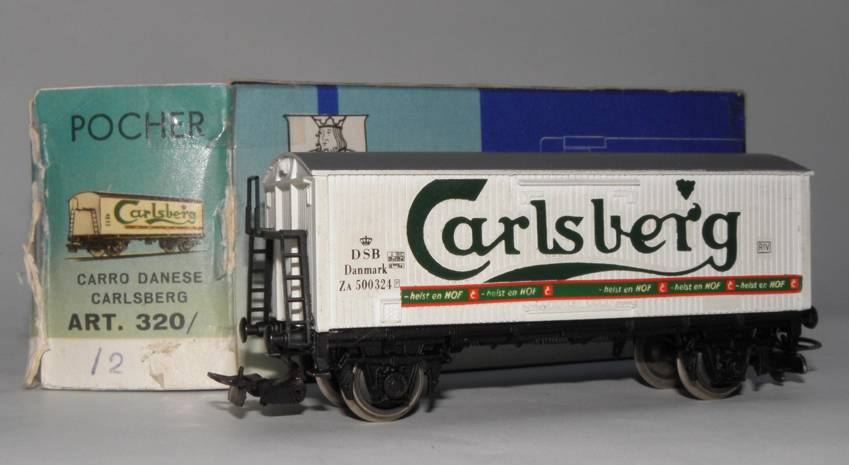 POCHER
Carlsberg
CARRO DANESE
CARLSBERG
ART. 320/
12
Carlsberg
DSB
Danmark
ZA 500324
RIV
- helst en HOF C - helst en HOF C - helst en HOF C - helst en HOF C - helst en HOF C